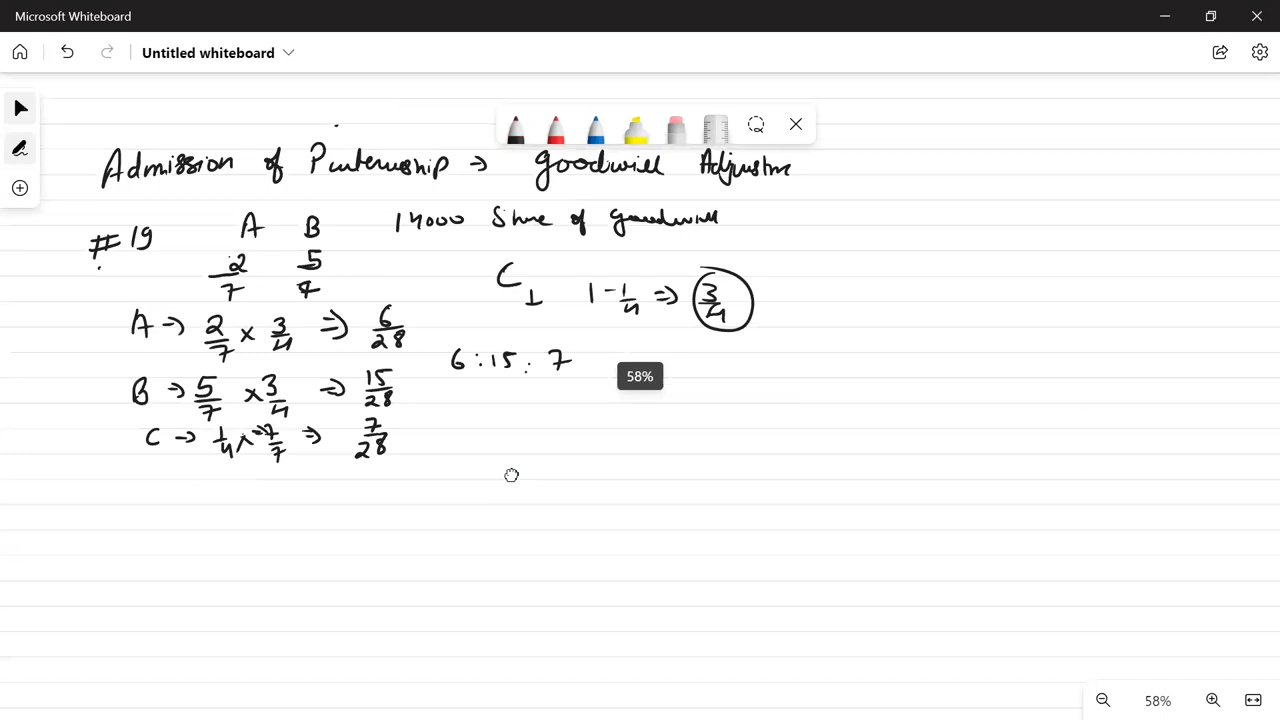 Microsoft Whiteboard
Untitled whiteboard
Admission of Partnership → Goodwill Adjustme
#19 A B 14000 Share of goodwill
2/7 5/7
C 1 1 - 1/4 ⇒ 3/4
A → 2/7 × 3/4 ⇒ 6/28
6 : 15 : 7
58%
B → 5/7 × 3/4 ⇒ 15/28
C → 1/4 × 7/7 ⇒ 7/28
58%